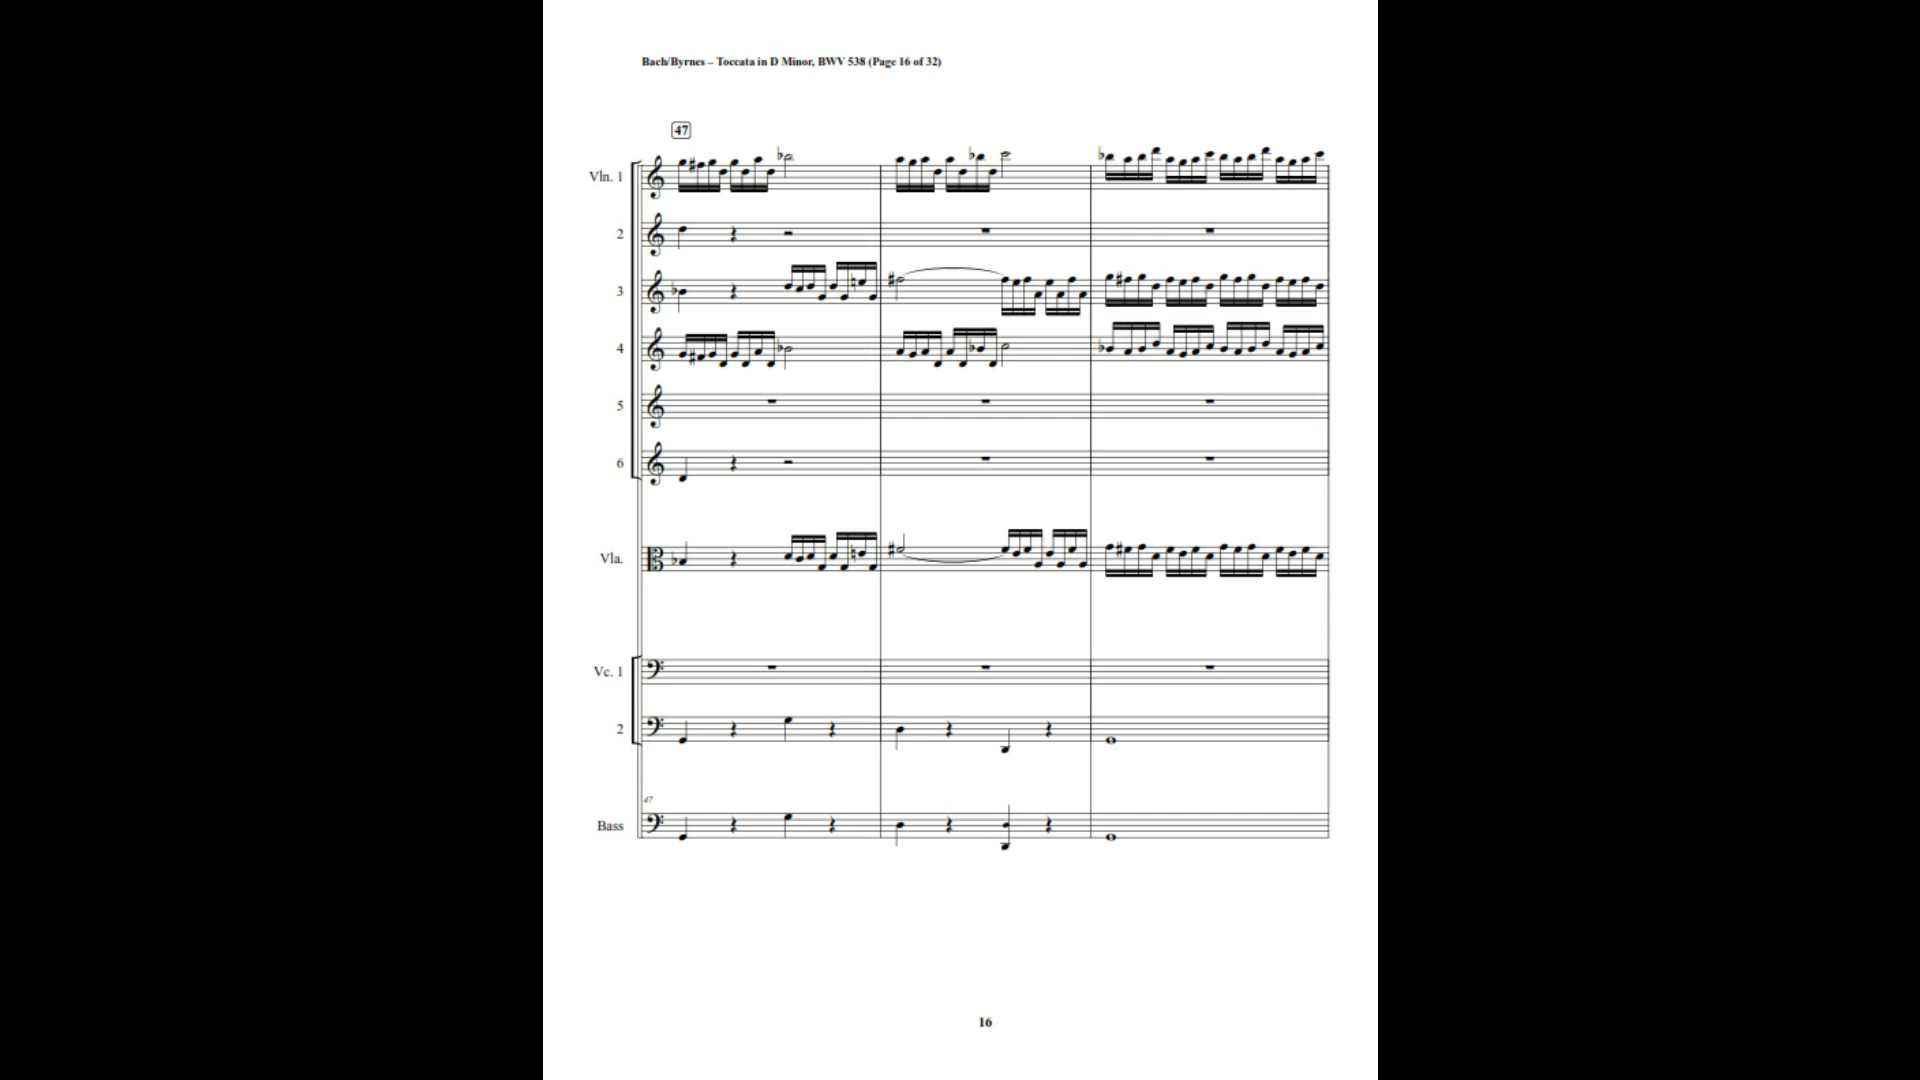 Bach/Byrnes – Toccata in D Minor, BWV 538 (Page 16 of 32)
47
Vln. 1
2
3
4
5
6
Vla.
Vc. 1
2
47
Bass
16